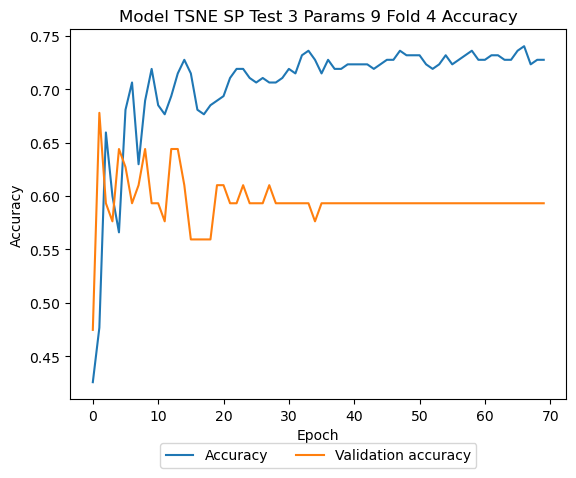 Model TSNE SP Test 3 Params 9 Fold 4 Accuracy
0.75
0.70
0.65
0.60
0.55
0.50
0.45
Accuracy
0 10 20 30 40 50 60 70
Epoch
Accuracy Validation accuracy